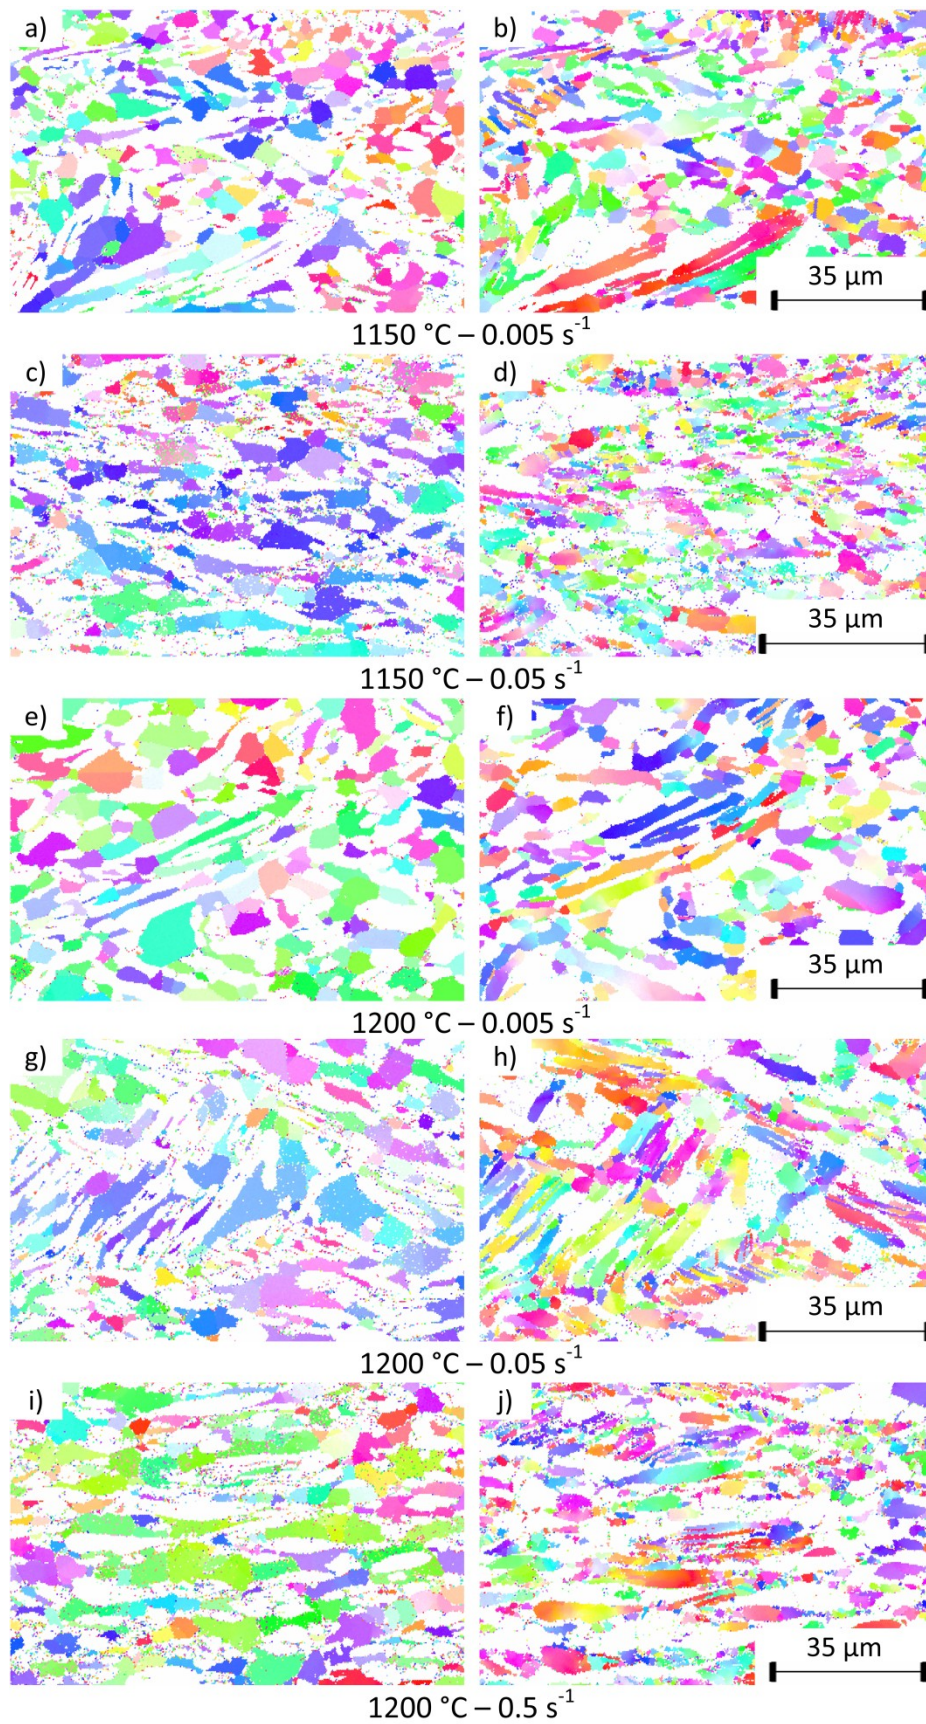 a) b)
35 µm
1150 °C – 0.005 s⁻¹
c) d)
35 µm
1150 °C – 0.05 s⁻¹
e) f)
35 µm
1200 °C – 0.005 s⁻¹
g) h)
35 µm
1200 °C – 0.05 s⁻¹
i) j)
35 µm
1200 °C – 0.5 s⁻¹